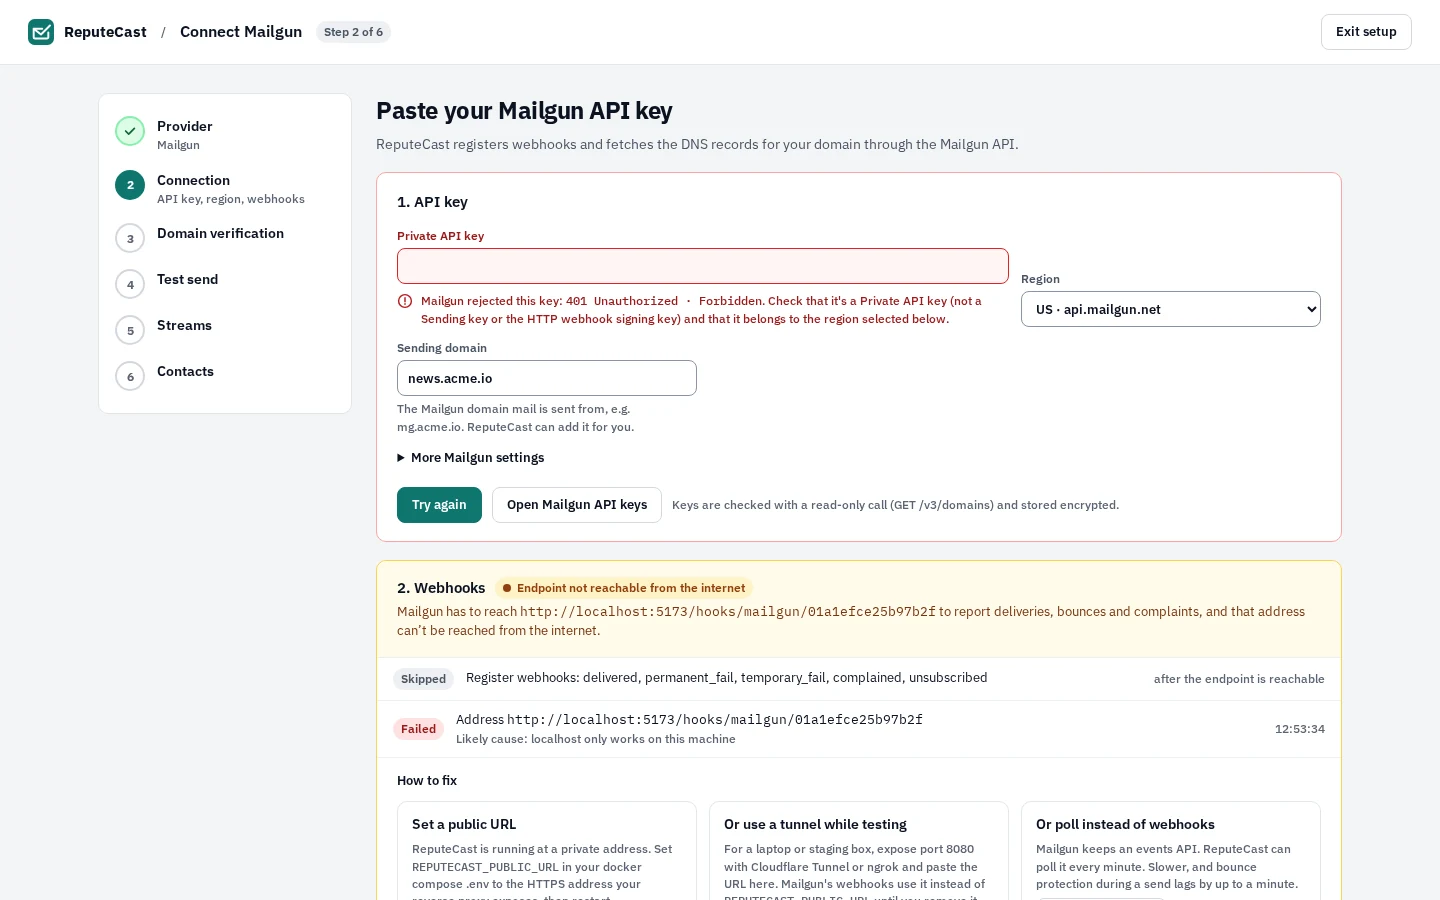 ReputeCast / Connect Mailgun Step 2 of 6
Exit setup
Provider
Mailgun
2 Connection
API key, region, webhooks
3 Domain verification
4 Test send
5 Streams
6 Contacts
Paste your Mailgun API key
ReputeCast registers webhooks and fetches the DNS records for your domain through the Mailgun API.
1. API key
Private API key
Mailgun rejected this key: 401 Unauthorized · Forbidden. Check that it's a Private API key (not a
Sending key or the HTTP webhook signing key) and that it belongs to the region selected below.
Region
US · api.mailgun.net
Sending domain
news.acme.io
The Mailgun domain mail is sent from, e.g.
mg.acme.io. ReputeCast can add it for you.
More Mailgun settings
Try again
Open Mailgun API keys
Keys are checked with a read-only call (GET /v3/domains) and stored encrypted.
2. Webhooks
Endpoint not reachable from the internet
Mailgun has to reach http://localhost:5173/hooks/mailgun/01a1efce25b97b2f to report deliveries, bounces and complaints, and that address
can’t be reached from the internet.
Skipped Register webhooks: delivered, permanent_fail, temporary_fail, complained, unsubscribed after the endpoint is reachable
Failed Address http://localhost:5173/hooks/mailgun/01a1efce25b97b2f
Likely cause: localhost only works on this machine
12:53:34
How to fix
Set a public URL
ReputeCast is running at a private address. Set
REPUTECAST_PUBLIC_URL in your docker
compose .env to the HTTPS address your
reverse proxy exposes, then restart.
Or use a tunnel while testing
For a laptop or staging box, expose port 8080
with Cloudflare Tunnel or ngrok and paste the
URL here. Mailgun's webhooks use it instead of
REPUTECAST_PUBLIC_URL until you remove it.
Or poll instead of webhooks
Mailgun keeps an events API. ReputeCast can
poll it every minute. Slower, and bounce
protection during a send lags by up to a minute.